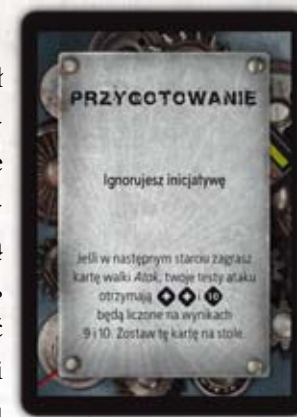 PRZYGOTOWANIE
Ignorujesz inicjatywę
Jeśli w następnym starciu zagrasz
kartę walki Atak, twoje testy ataku
otrzymają i 10
będą liczone na wynikach
9 i 10. Zostaw tę kartę na stole.